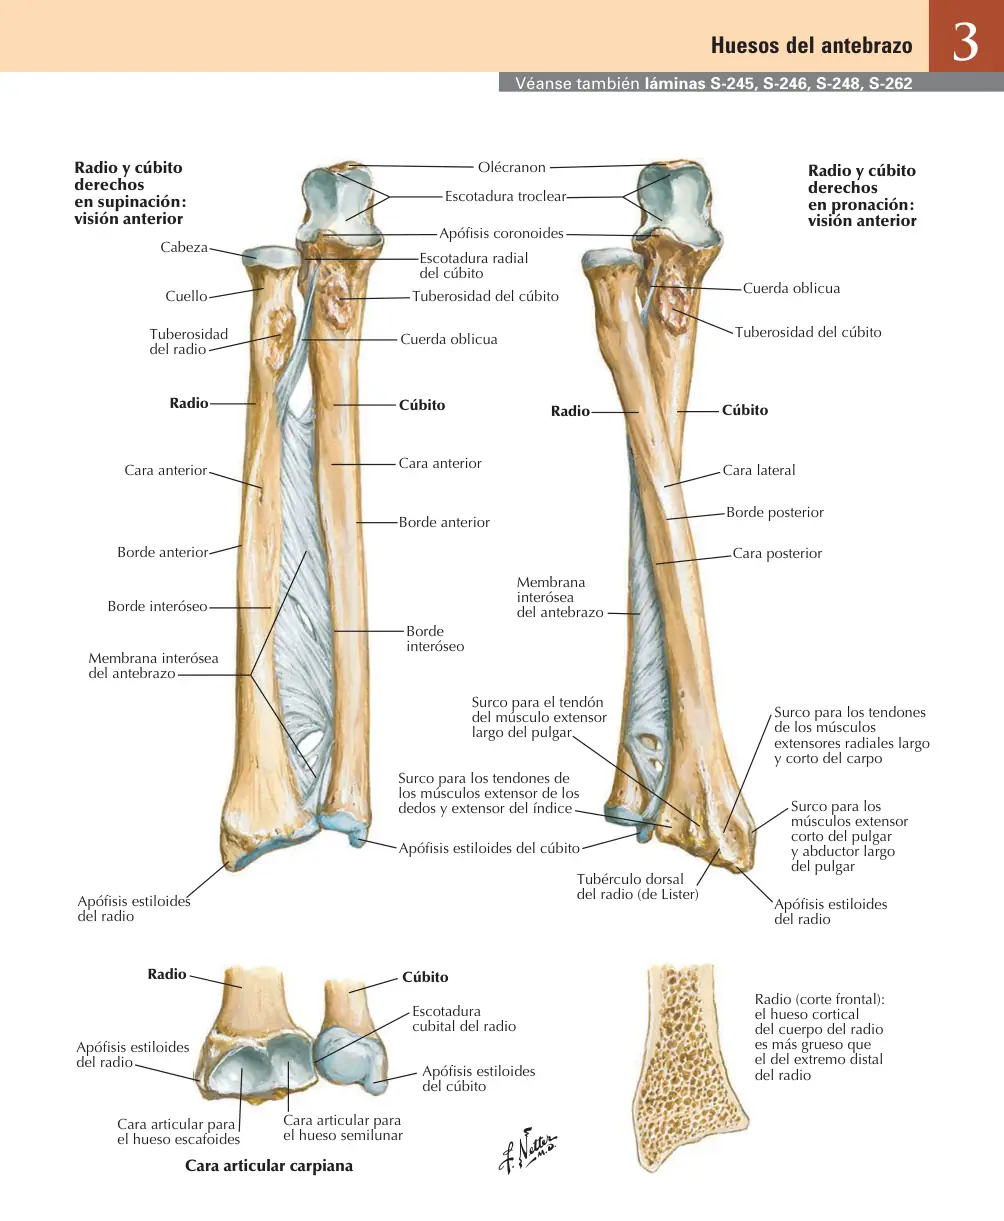 Huesos del antebrazo
3
Véanse también láminas S-245, S-246, S-248, S-262
Radio y cúbito
derechos
en supinación:
visión anterior
Olécranon
Escotadura troclear
Apófisis coronoides
Radio y cúbito
derechos
en pronación:
visión anterior
Cabeza
Escotadura radial
del cúbito
Cuello
Tuberosidad del cúbito
Cuerda oblicua
Tuberosidad
del radio
Cuerda oblicua
Tuberosidad del cúbito
Radio
Cúbito
Radio
Cúbito
Cara anterior
Cara anterior
Cara lateral
Borde anterior
Borde posterior
Borde anterior
Cara posterior
Membrana
interósea
del antebrazo
Borde interóseo
Borde
interóseo
Membrana interósea
del antebrazo
Surco para el tendón
del músculo extensor
largo del pulgar
Surco para los tendones
de los músculos
extensores radiales largo
y corto del carpo
Surco para los tendones de
los músculos extensor de los
dedos y extensor del índice
Surco para los
músculos extensor
corto del pulgar
y abductor largo
del pulgar
Apófisis estiloides del cúbito
Tubérculo dorsal
del radio (de Lister)
Apófisis estiloides
del radio
Apófisis estiloides
del radio
Radio
Cúbito
Escotadura
cubital del radio
Apófisis estiloides
del radio
Apófisis estiloides
del cúbito
Cara articular para
el hueso escafoides
Cara articular para
el hueso semilunar
Cara articular carpiana
Radio (corte frontal):
el hueso cortical
del cuerpo del radio
es más grueso que
el del extremo distal
del radio
F. Netter
M.D.